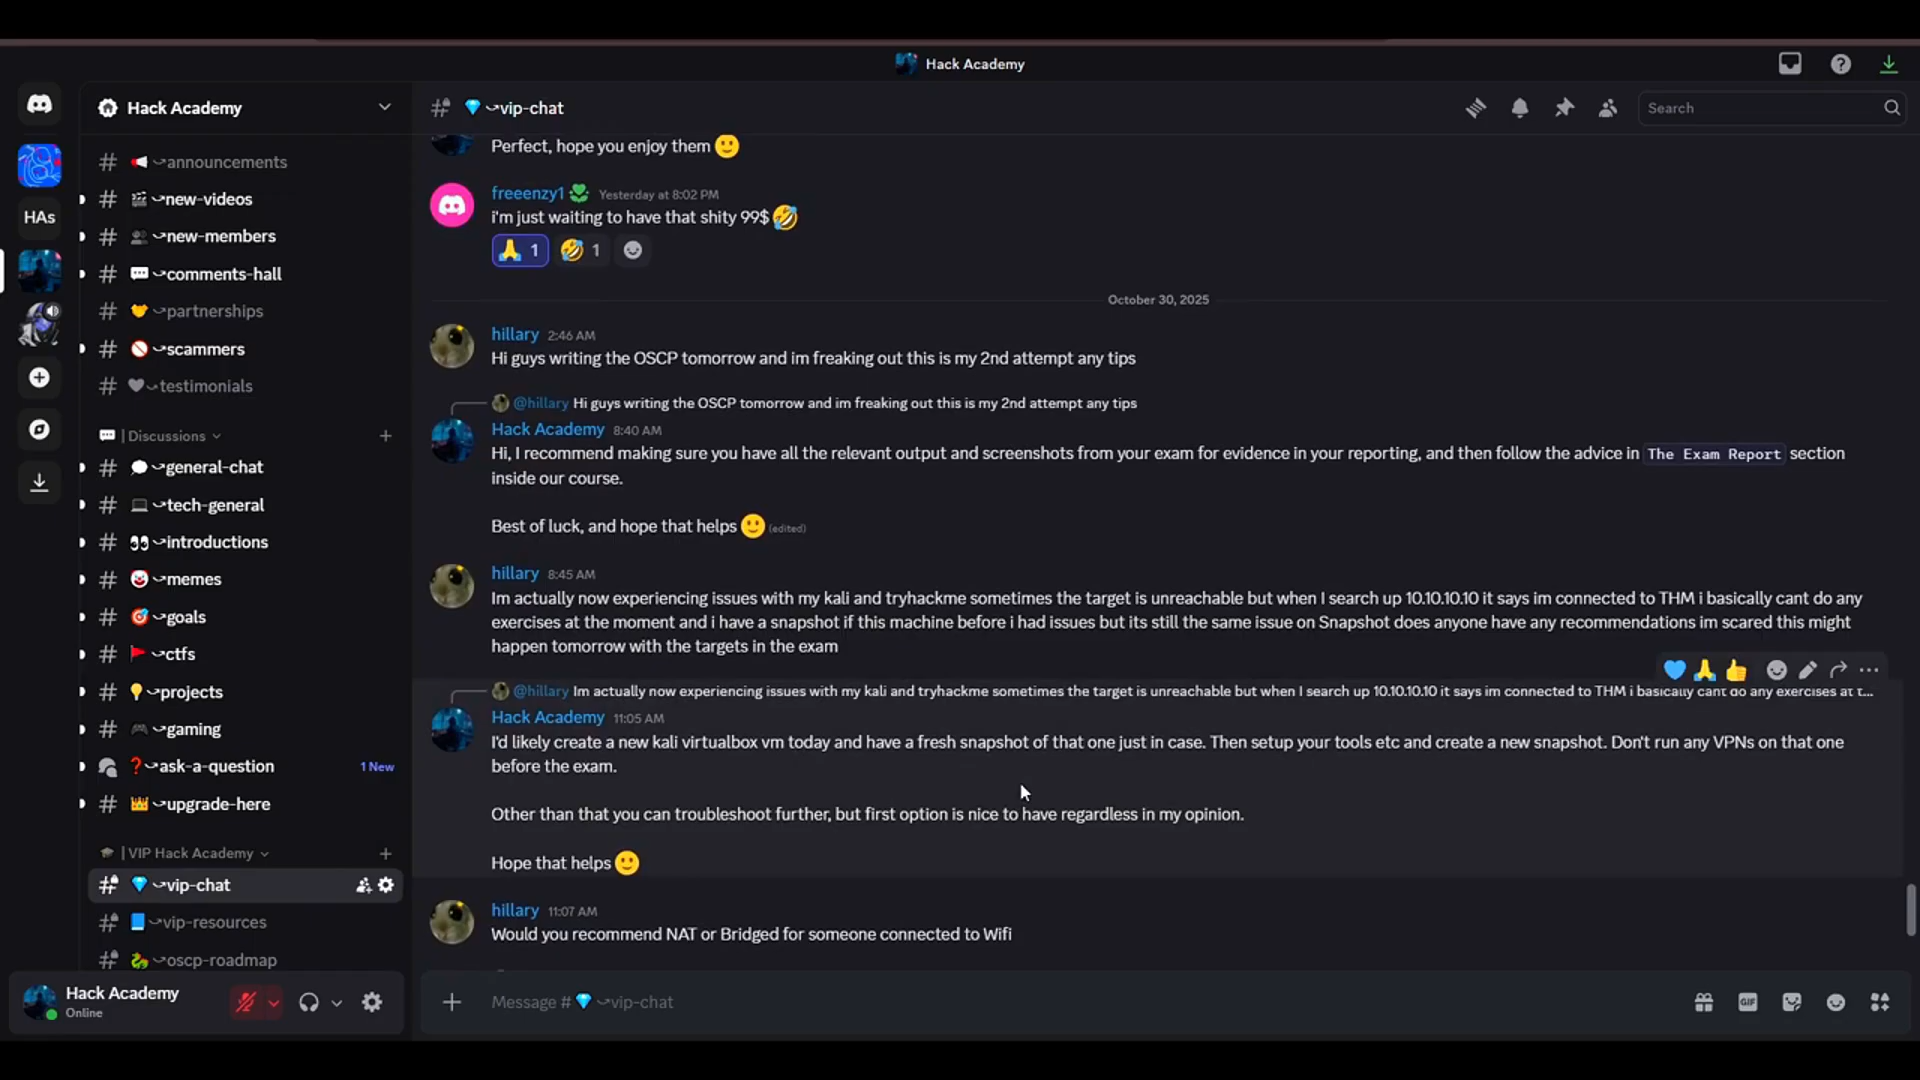 Hack Academy
Hack Academy
vip-chat
Search
announcements
new-videos
HAs
new-members
comments-hall
partnerships
scammers
testimonials
| Discussions
general-chat
tech-general
introductions
memes
goals
ctfs
projects
gaming
ask-a-question 1 New
upgrade-here
| VIP Hack Academy
vip-chat
vip-resources
oscp-roadmap
Hack Academy
Online
Perfect, hope you enjoy them
freeenzy1 Yesterday at 8:02 PM
i'm just waiting to have that shity 99$
1 1
October 30, 2025
hillary 2:46 AM
Hi guys writing the OSCP tomorrow and im freaking out this is my 2nd attempt any tips
@hillary Hi guys writing the OSCP tomorrow and im freaking out this is my 2nd attempt any tips
Hack Academy 8:40 AM
Hi, I recommend making sure you have all the relevant output and screenshots from your exam for evidence in your reporting, and then follow the advice in The Exam Report section
inside our course.
Best of luck, and hope that helps (edited)
hillary 8:45 AM
Im actually now experiencing issues with my kali and tryhackme sometimes the target is unreachable but when I search up 10.10.10.10 it says im connected to THM i basically cant do any
exercises at the moment and i have a snapshot if this machine before i had issues but its still the same issue on Snapshot does anyone have any recommendations im scared this might
happen tomorrow with the targets in the exam
@hillary Im actually now experiencing issues with my kali and tryhackme sometimes the target is unreachable but when I search up 10.10.10.10 it says im connected to THM i basically cant do any exercises at t...
Hack Academy 11:05 AM
I'd likely create a new kali virtualbox vm today and have a fresh snapshot of that one just in case. Then setup your tools etc and create a new snapshot. Don't run any VPNs on that one
before the exam.
Other than that you can troubleshoot further, but first option is nice to have regardless in my opinion.
Hope that helps
hillary 11:07 AM
Would you recommend NAT or Bridged for someone connected to Wifi
Message # vip-chat
GIF